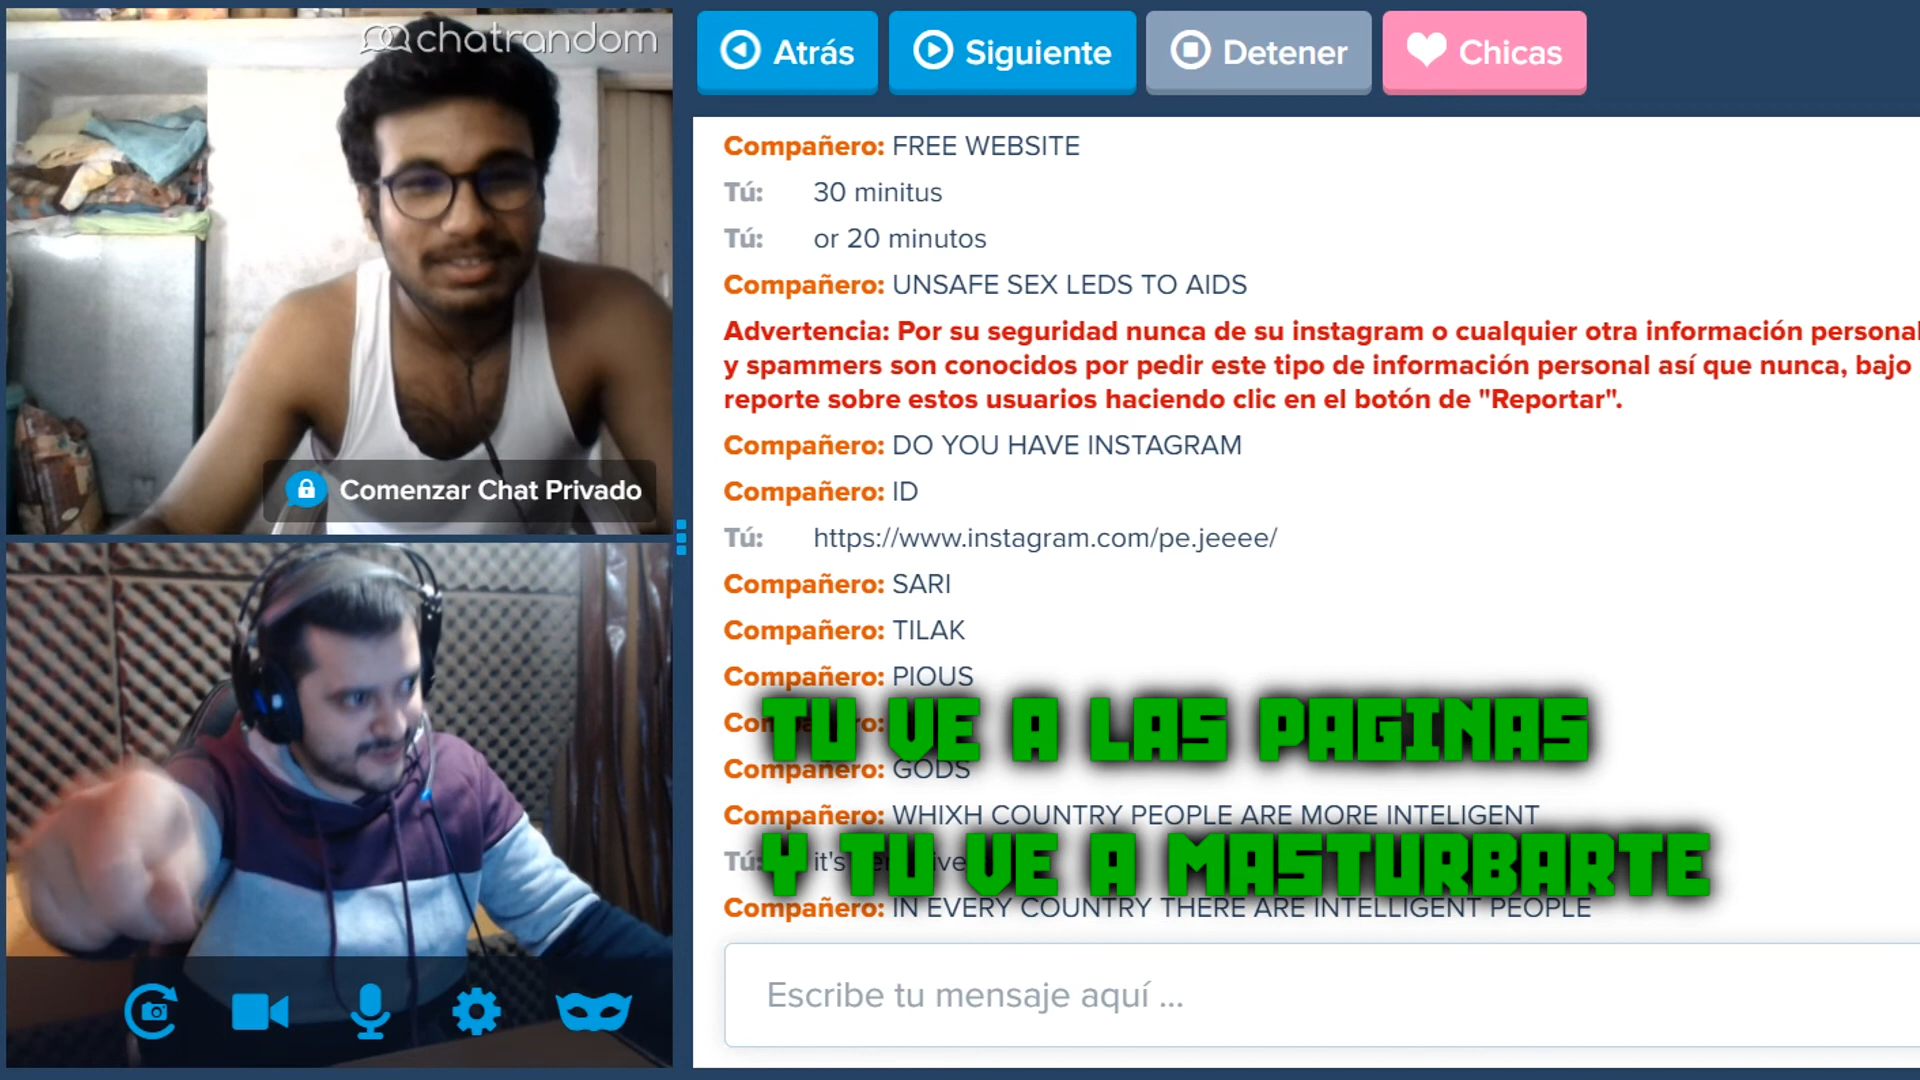 chatrandom
Atrás
Siguiente
Detener
Chicas
Compañero: FREE WEBSITE
Tú: 30 minitus
Tú: or 20 minutos
Compañero: UNSAFE SEX LEDS TO AIDS
Advertencia: Por su seguridad nunca de su instagram o cualquier otra información personal
y spammers son conocidos por pedir este tipo de información personal así que nunca, bajo
reporte sobre estos usuarios haciendo clic en el botón de "Reportar".
Compañero: DO YOU HAVE INSTAGRAM
Compañero: ID
Comenzar Chat Privado
Tú: https://www.instagram.com/pe.jeeee/
Compañero: SARI
Compañero: TILAK
Compañero: PIOUS
TU VE A LAS PAGINAS
Compañero: GODS
Compañero: WHIXH COUNTRY PEOPLE ARE MORE INTELIGENT
Tú: it's
Y TU VE A MASTURBARTE
Compañero: IN EVERY COUNTRY THERE ARE INTELLIGENT PEOPLE
Escribe tu mensaje aquí ...